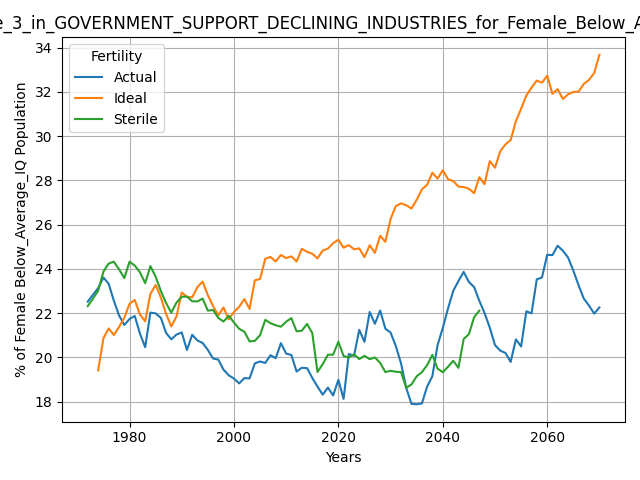 e_3_in_GOVERNMENT_SUPPORT_DECLINING_INDUSTRIES_for_Female_Below_A
Fertility
Actual
Ideal
Sterile
% of Female Below_Average_IQ Population
34
32
30
28
26
24
22
20
18
1980 2000 2020 2040 2060
Years